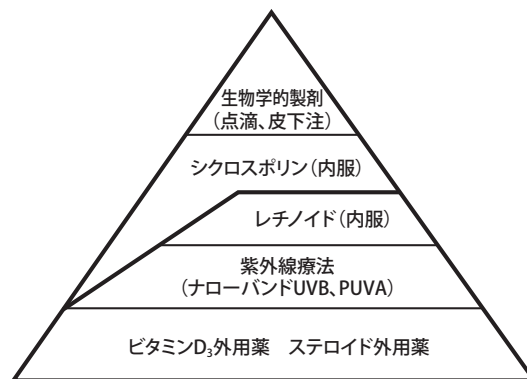 生物学的製剤
(点滴、皮下注)
シクロスポリン(内服)
レチノイド(内服)
紫外線療法
(ナローバンドUVB、PUVA)
ビタミンD₃外用薬　ステロイド外用薬